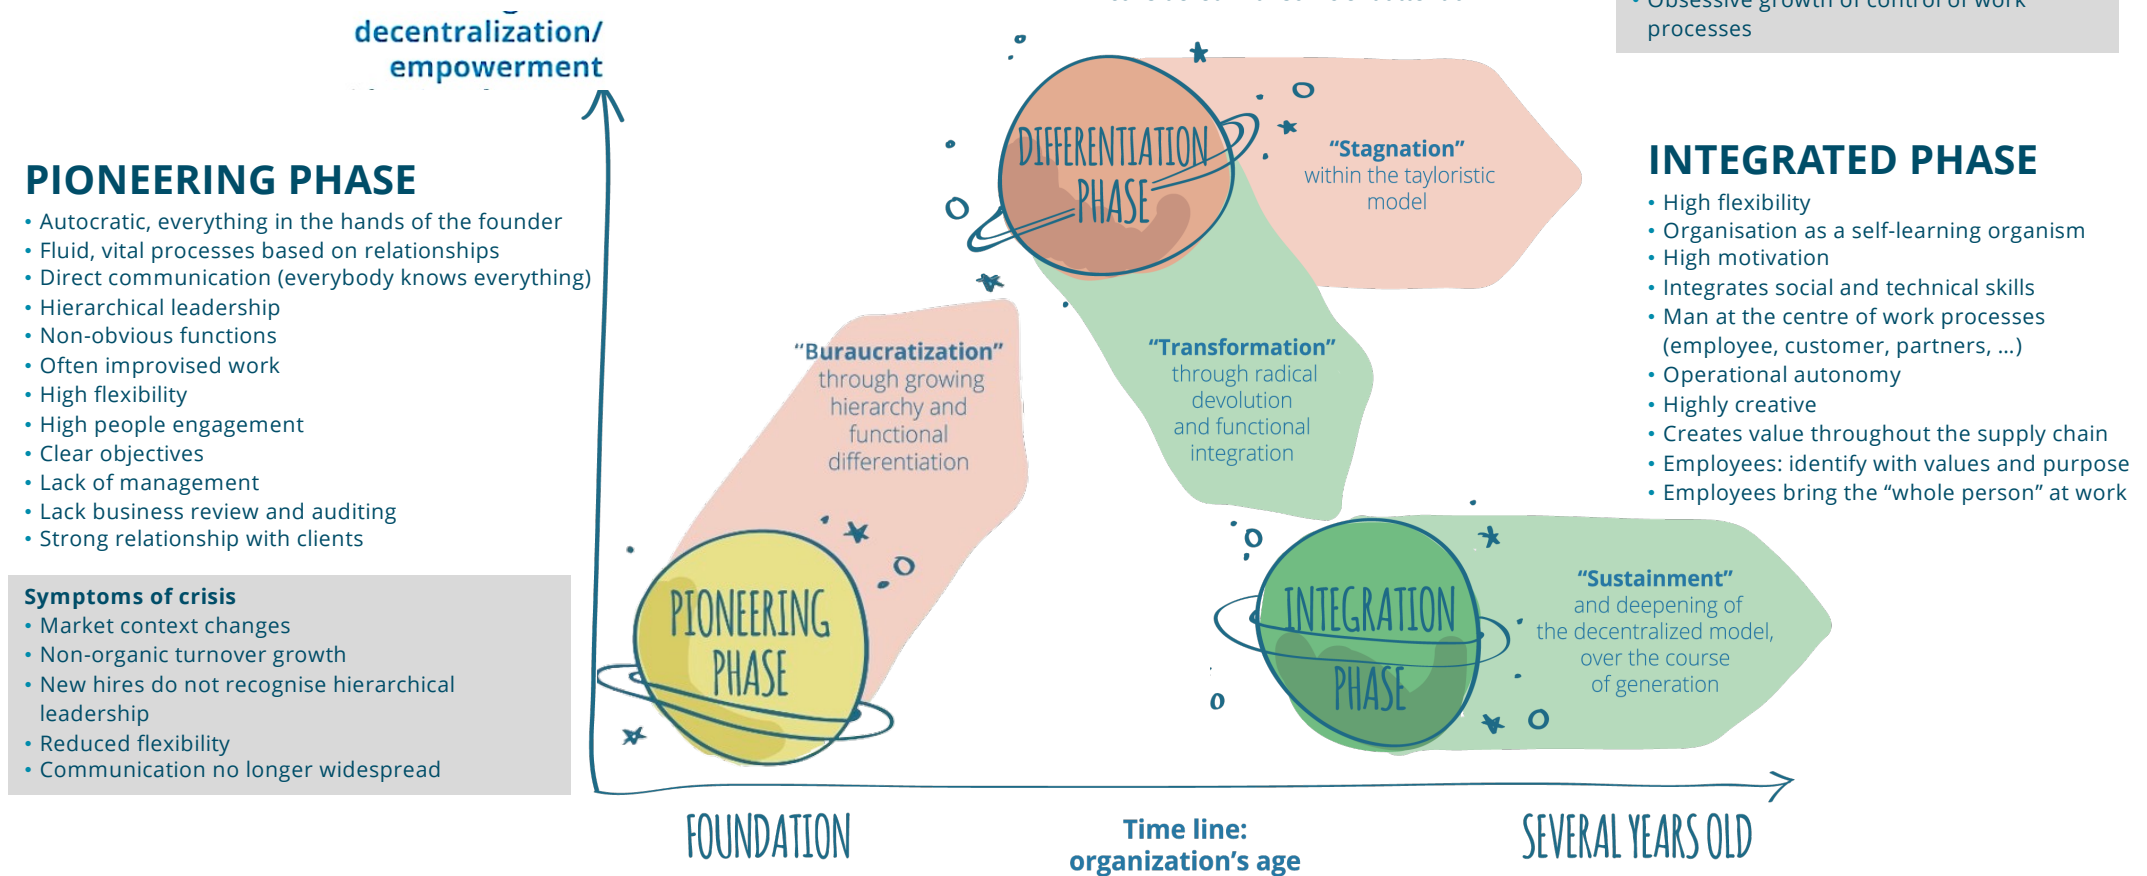 decentralization/
empowerment
processes
PIONEERING PHASE
• Autocratic, everything in the hands of the founder
• Fluid, vital processes based on relationships
• Direct communication (everybody knows everything)
• Hierarchical leadership
• Non-obvious functions
• Often improvised work
• High flexibility
• High people engagement
• Clear objectives
• Lack of management
• Lack business review and auditing
• Strong relationship with clients
Symptoms of crisis
• Market context changes
• Non-organic turnover growth
• New hires do not recognise hierarchical
leadership
• Reduced flexibility
• Communication no longer widespread
DIFFERENTIATION
PHASE
“Stagnation”
within the tayloristic
model
“Buraucratization”
through growing
hierarchy and
functional
differentiation
“Transformation”
through radical
devolution
and functional
integration
PIONEERING
PHASE
INTEGRATION
PHASE
“Sustainment”
and deepening of
the decentralized model,
over the course
of generation
INTEGRATED PHASE
• High flexibility
• Organisation as a self-learning organism
• High motivation
• Integrates social and technical skills
• Man at the centre of work processes
(employee, customer, partners, ...)
• Operational autonomy
• Highly creative
• Creates value throughout the supply chain
• Employees: identify with values and purpose
• Employees bring the “whole person” at work
FOUNDATION
Time line:
organization’s age
SEVERAL YEARS OLD